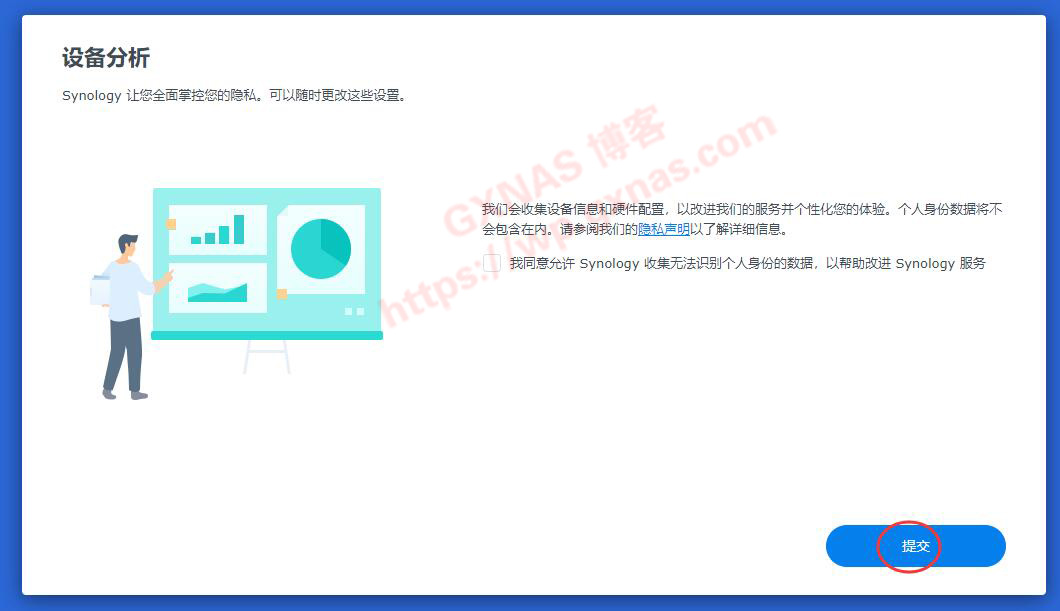 设备分析
Synology 让您全面掌控您的隐私。可以随时更改这些设置。
GXNAS 博客
https://wp.gxnas.com
我们会收集设备信息和硬件配置，以改进我们的服务并个性化您的体验。个人身份数据将不
会包含在内。请参阅我们的隐私声明以了解详细信息。
我同意允许 Synology 收集无法识别个人身份的数据，以帮助改进 Synology 服务
提交